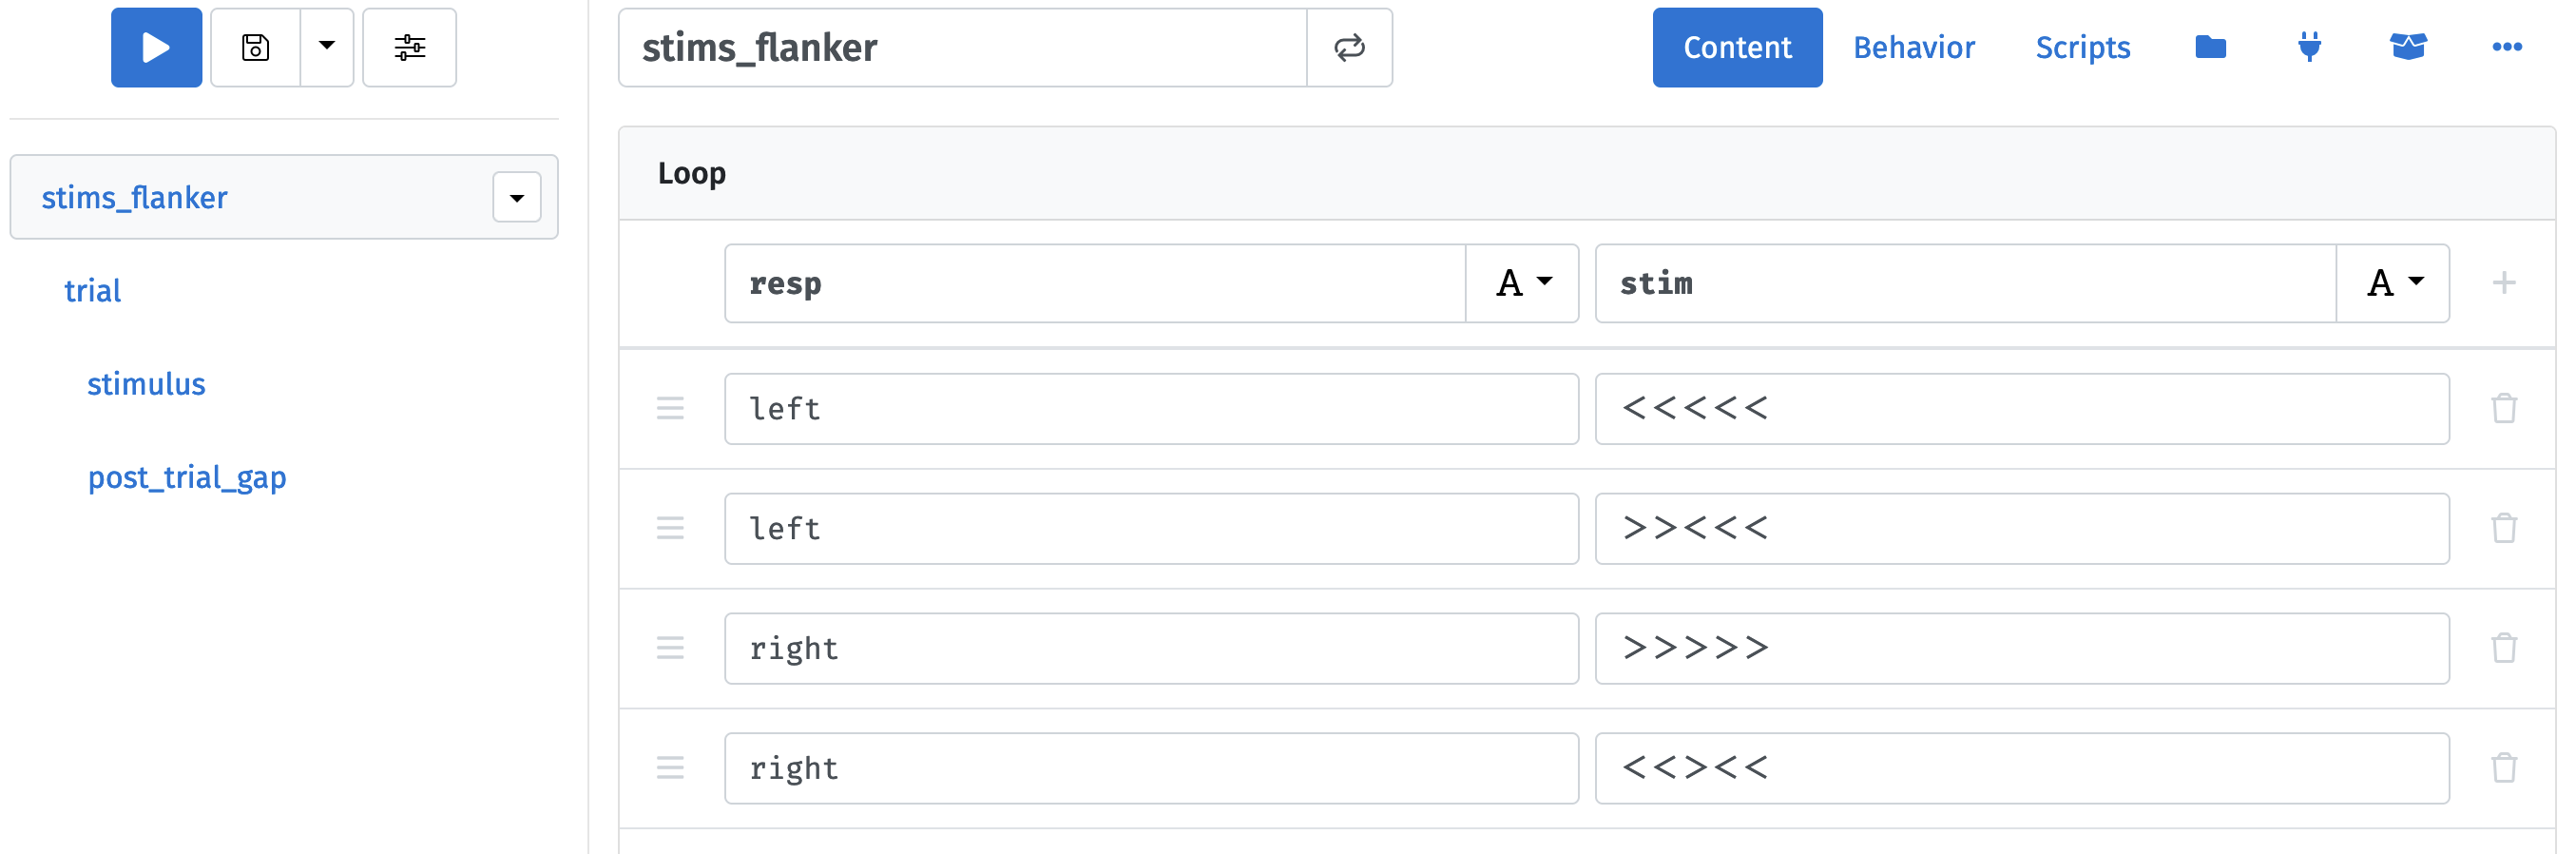 stims_flanker
Content Behavior Scripts
stims_flanker
trial
stimulus
post_trial_gap
Loop
resp A stim A
left <<<<<
left >><<<
right >>>>>
right <<><<